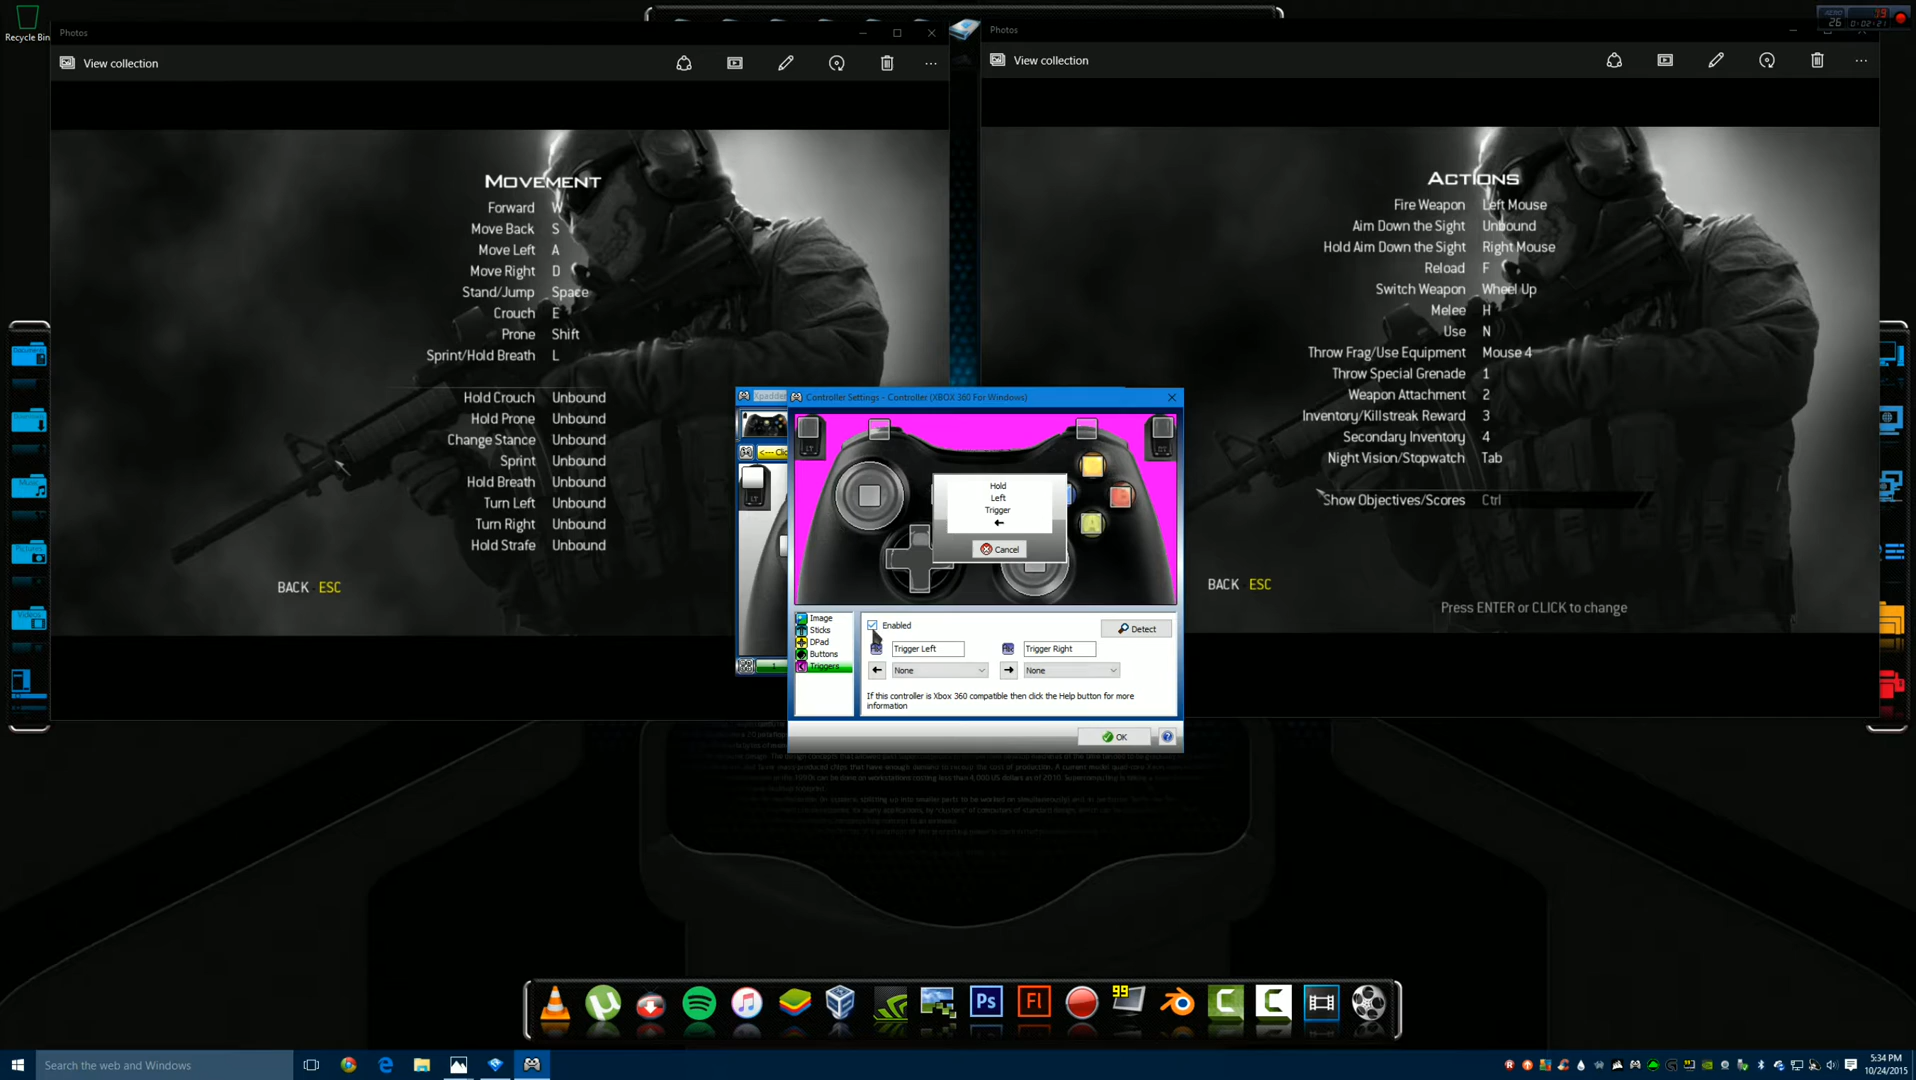 Recycle Bin
Photos
View collection
MOVEMENT
Forward W
Move Back S
Move Left A
Move Right D
Stand/Jump Space
Crouch E
Prone Shift
Sprint/Hold Breath L
Hold Crouch Unbound
Hold Prone Unbound
Change Stance Unbound
Sprint Unbound
Hold Breath Unbound
Turn Left Unbound
Turn Right Unbound
Hold Strafe Unbound
BACK ESC
Photos
View collection
ACTIONS
Fire Weapon Left Mouse
Aim Down the Sight Unbound
Hold Aim Down the Sight Right Mouse
Reload F
Switch Weapon Wheel Up
Melee H
Use N
Throw Frag/Use Equipment Mouse 4
Throw Special Grenade 1
Weapon Attachment 2
Inventory/Killstreak Reward 3
Secondary Inventory 4
Night Vision/Stopwatch Tab
Show Objectives/Scores Ctrl
BACK ESC
Press ENTER or CLICK to change
Xpadder
Controller Settings - Controller (XBOX 360 For Windows)
Hold
Left
Trigger
Cancel
Image
Sticks
DPad
Buttons
Triggers
Enabled
Detect
Trigger Left
Trigger Right
None
None
If this controller is Xbox 360 compatible then click the Help button for more
information
OK
Ps
Fl
99
Search the web and Windows
5:34 PM
10/24/2015